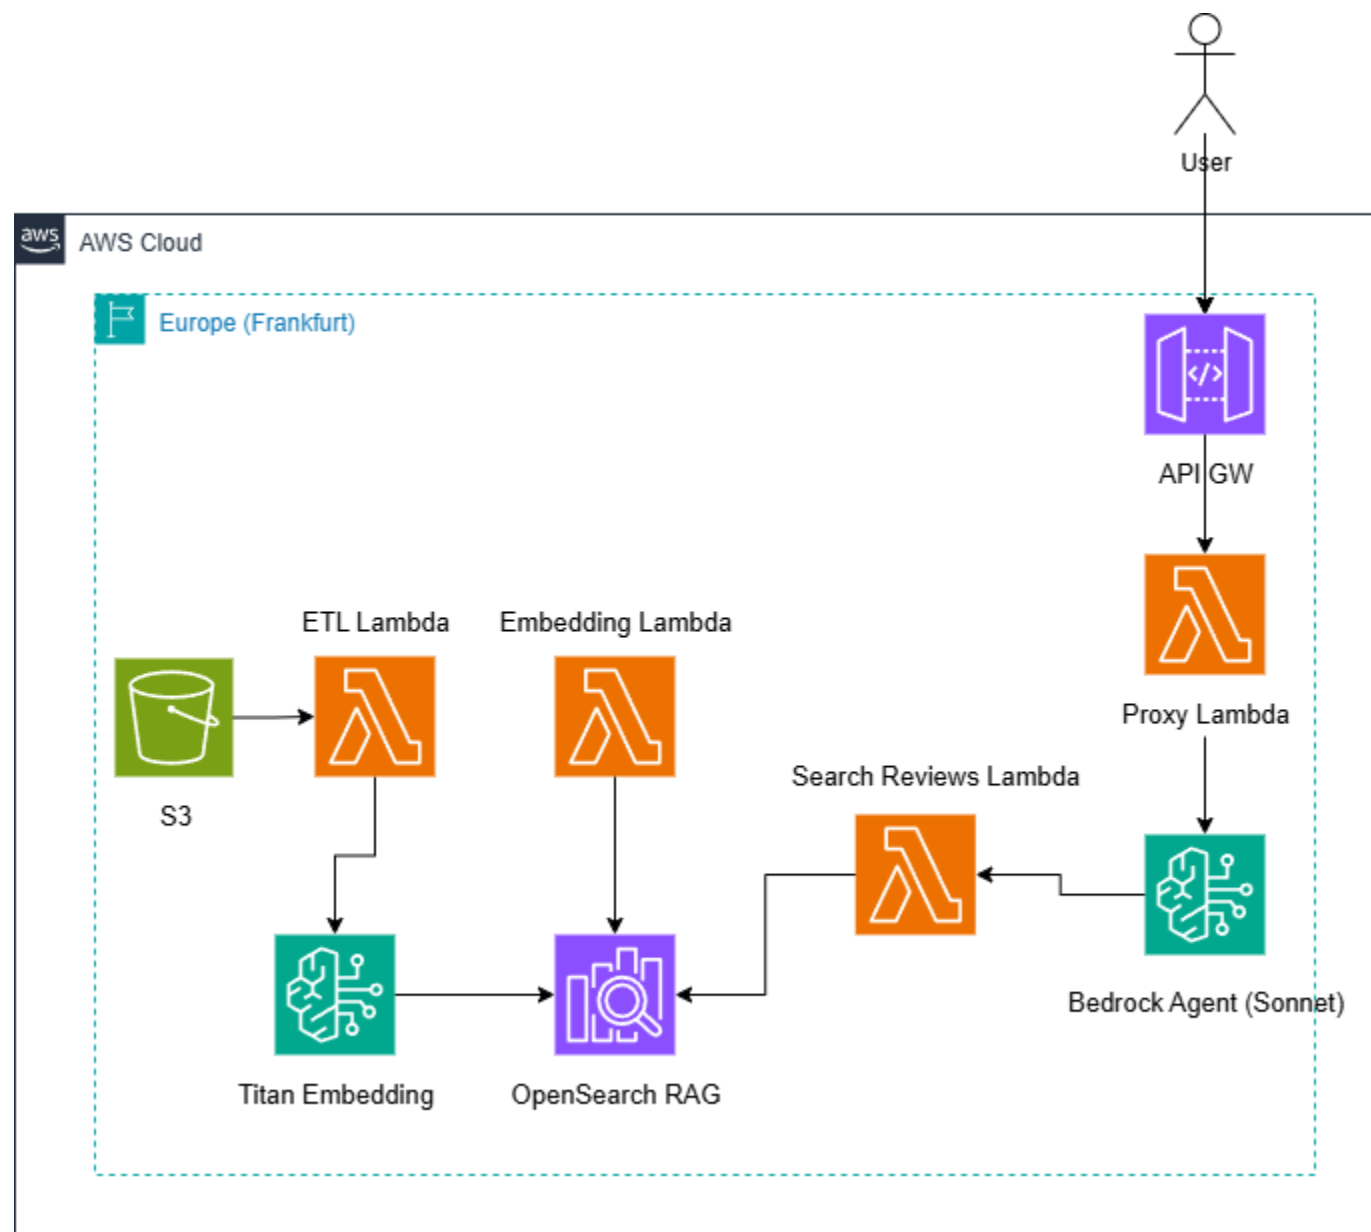 User
aws
AWS Cloud
Europe (Frankfurt)
</>
API GW
ETL Lambda
Embedding Lambda
Proxy Lambda
Search Reviews Lambda
S3
Bedrock Agent (Sonnet)
Titan Embedding
OpenSearch RAG